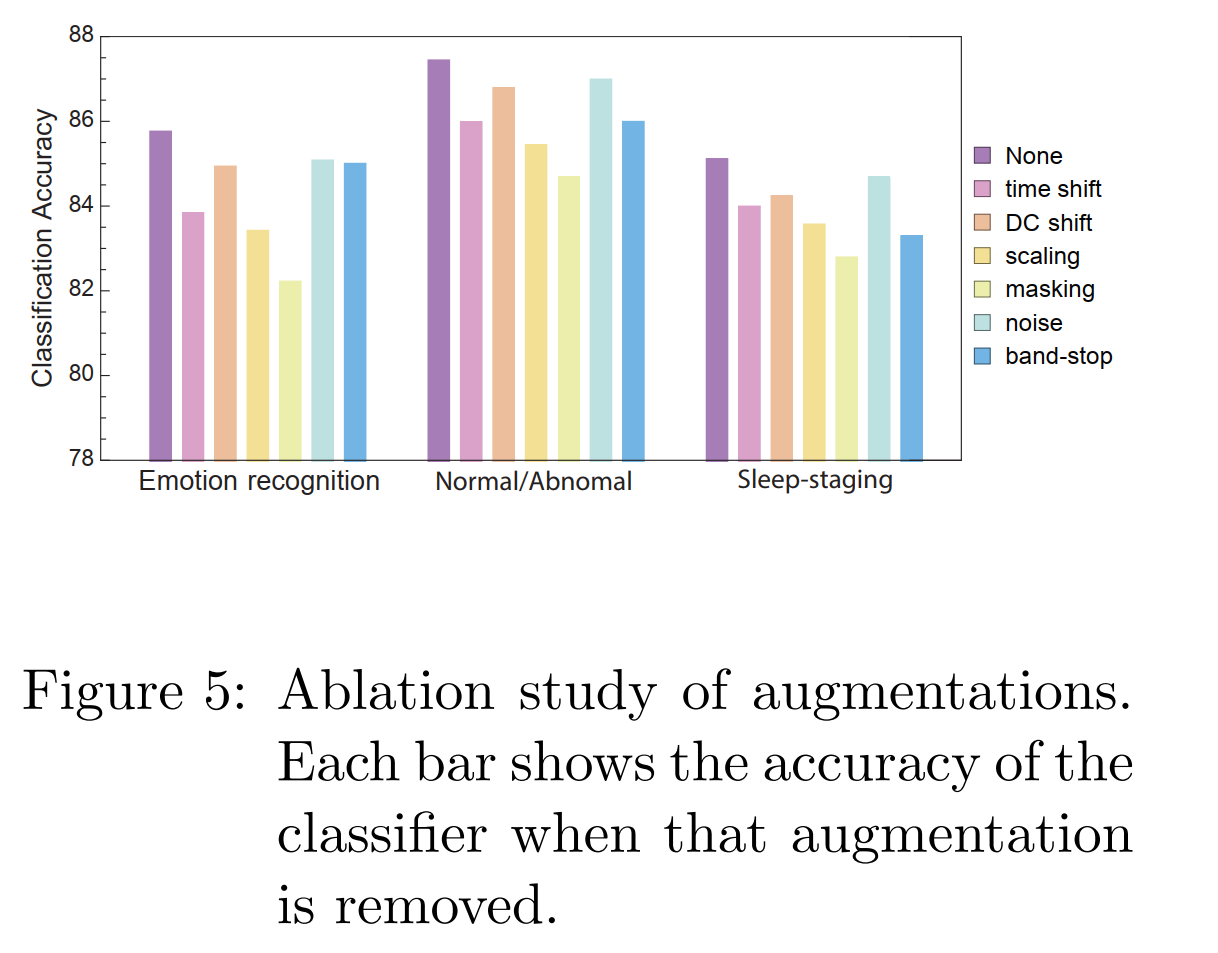 88
86
84
82
80
78
Classification Accuracy
Emotion recognition
Normal/Abnomal
Sleep-staging
None
time shift
DC shift
scaling
masking
noise
band-stop
Figure 5: Ablation study of augmentations.
Each bar shows the accuracy of the
classifier when that augmentation
is removed.